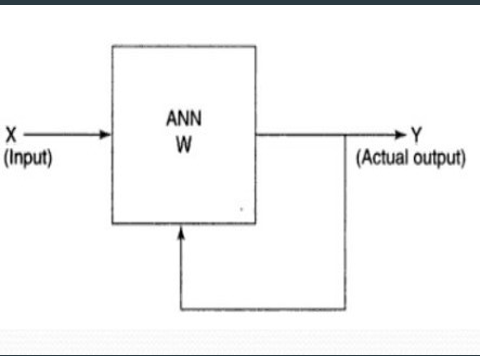 ANN
W
X
(Input)
Y
(Actual output)